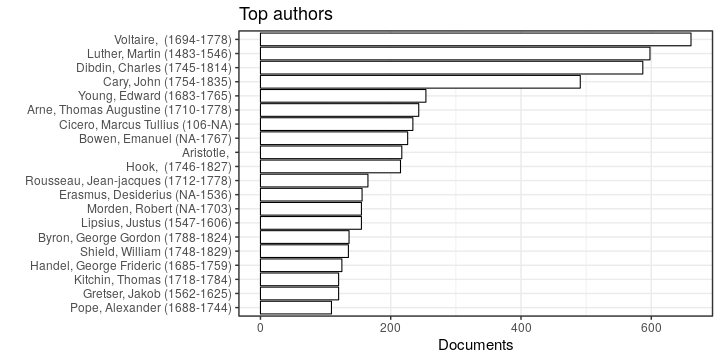 Top authors
Voltaire,  (1694-1778)
Luther, Martin (1483-1546)
Dibdin, Charles (1745-1814)
Cary, John (1754-1835)
Young, Edward (1683-1765)
Arne, Thomas Augustine (1710-1778)
Cicero, Marcus Tullius (106-NA)
Bowen, Emanuel (NA-1767)
Aristotle,
Hook,  (1746-1827)
Rousseau, Jean-jacques (1712-1778)
Erasmus, Desiderius (NA-1536)
Morden, Robert (NA-1703)
Lipsius, Justus (1547-1606)
Byron, George Gordon (1788-1824)
Shield, William (1748-1829)
Handel, George Frideric (1685-1759)
Kitchin, Thomas (1718-1784)
Gretser, Jakob (1562-1625)
Pope, Alexander (1688-1744)
0 200 400 600
Documents